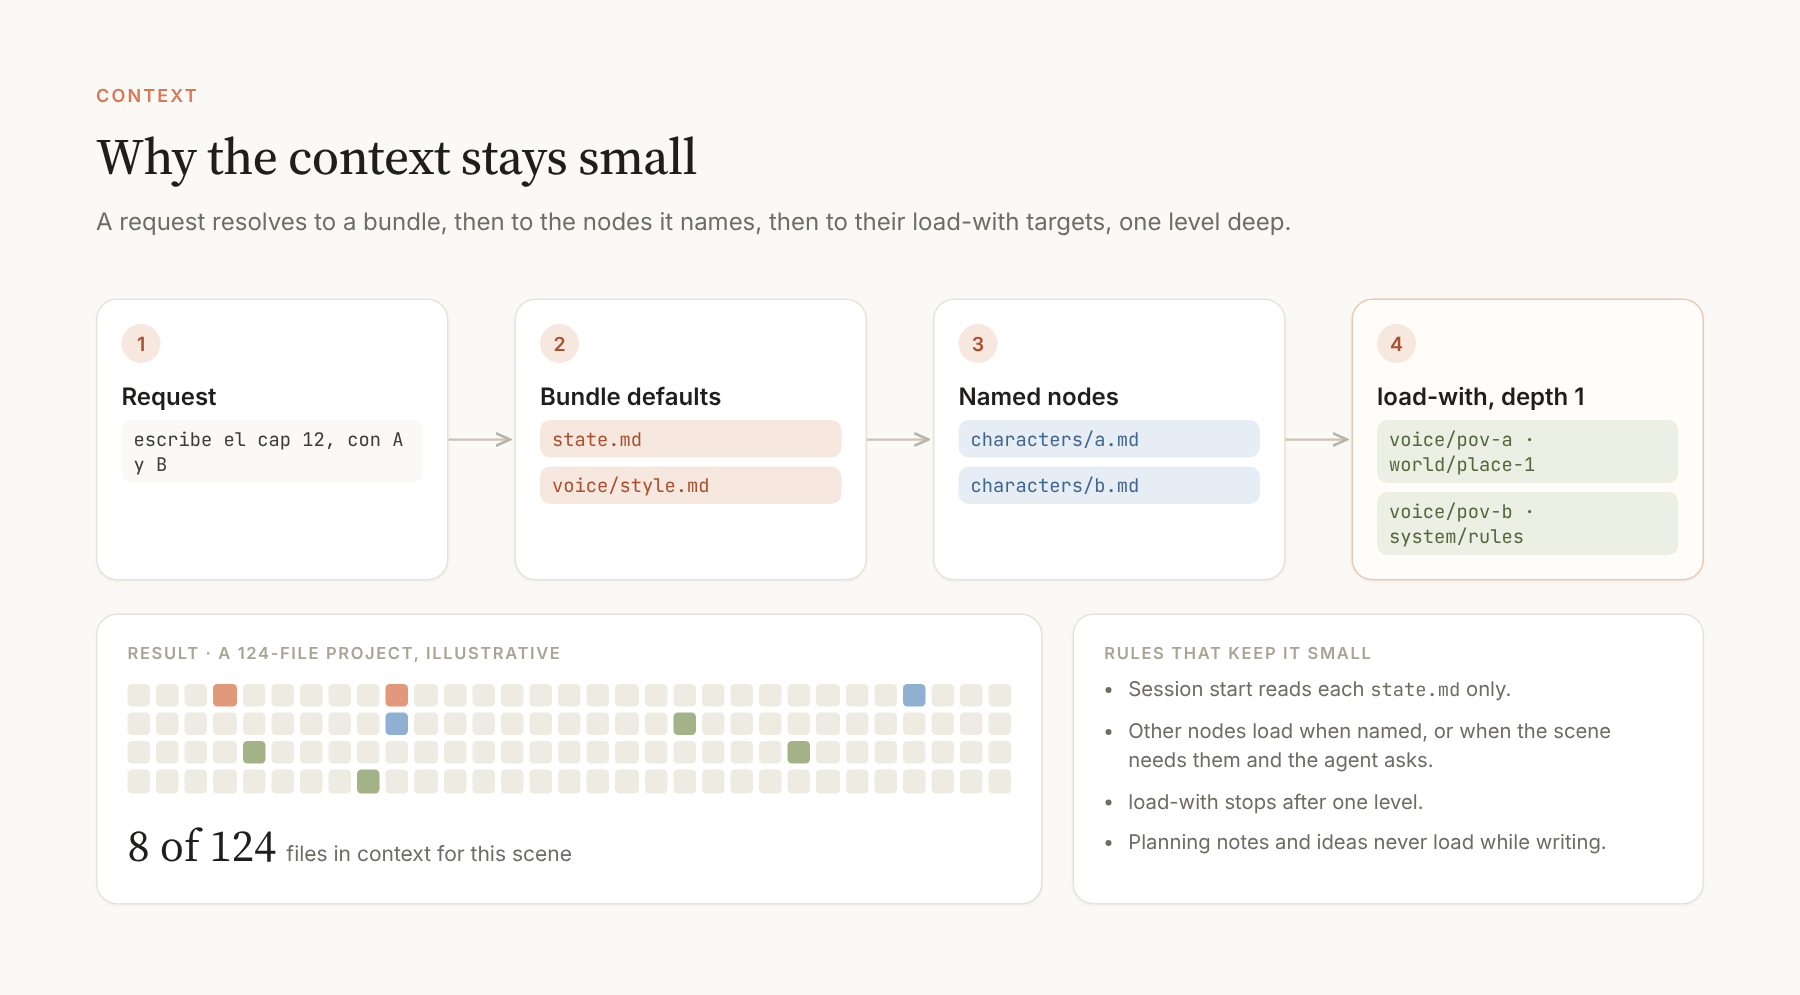 CONTEXT
Why the context stays small
A request resolves to a bundle, then to the nodes it names, then to their load-with targets, one level deep.
1
Request
escribe el cap 12, con A
y B
2
Bundle defaults
state.md
voice/style.md
3
Named nodes
characters/a.md
characters/b.md
4
load-with, depth 1
voice/pov-a ·
world/place-1
voice/pov-b ·
system/rules
RESULT · A 124-FILE PROJECT, ILLUSTRATIVE
8 of 124 files in context for this scene
RULES THAT KEEP IT SMALL
• Session start reads each state.md only.
• Other nodes load when named, or when the scene
needs them and the agent asks.
• load-with stops after one level.
• Planning notes and ideas never load while writing.